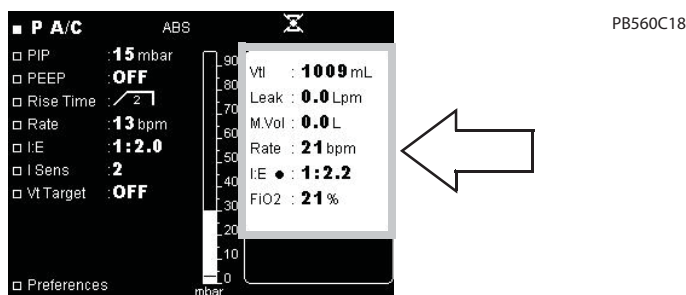 PB560C18
■ P A/C ABS
□ PIP :15 mbar
□ PEEP :OFF
□ Rise Time : 2
□ Rate :13 bpm
□ I:E :1:2.0
□ I Sens :2
□ Vt Target :OFF
□ Preferences
90
80
70
60
50
40
30
20
10
0
mbar
Vtl : 1009 mL
Leak : 0.0 Lpm
M.Vol : 0.0 L
Rate : 21 bpm
I:E ● : 1:2.2
FiO2 : 21 %